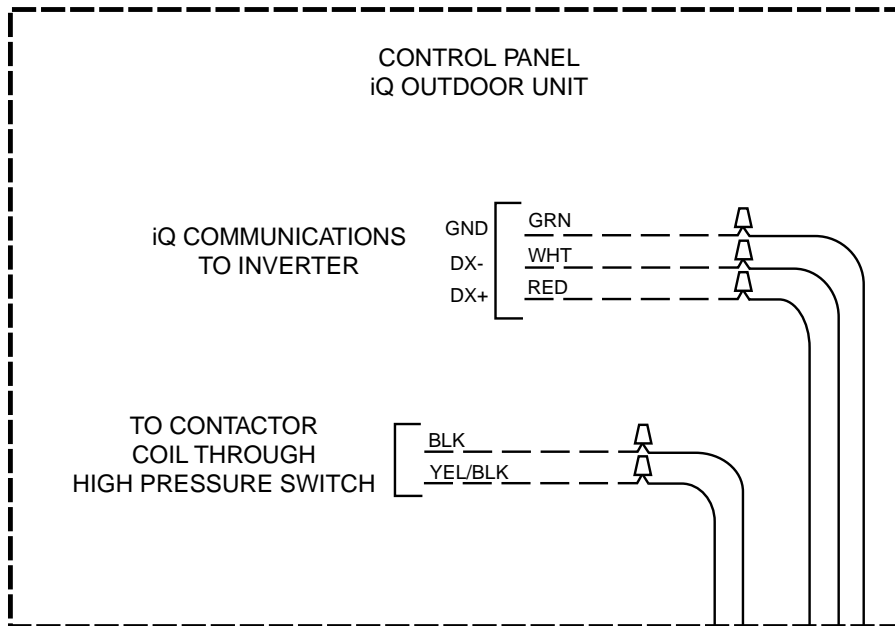 CONTROL PANEL
iQ OUTDOOR UNIT
iQ COMMUNICATIONS
TO INVERTER
GND
GRN
DX-
WHT
DX+
RED
TO CONTACTOR
COIL THROUGH
HIGH PRESSURE SWITCH
BLK
YEL/BLK